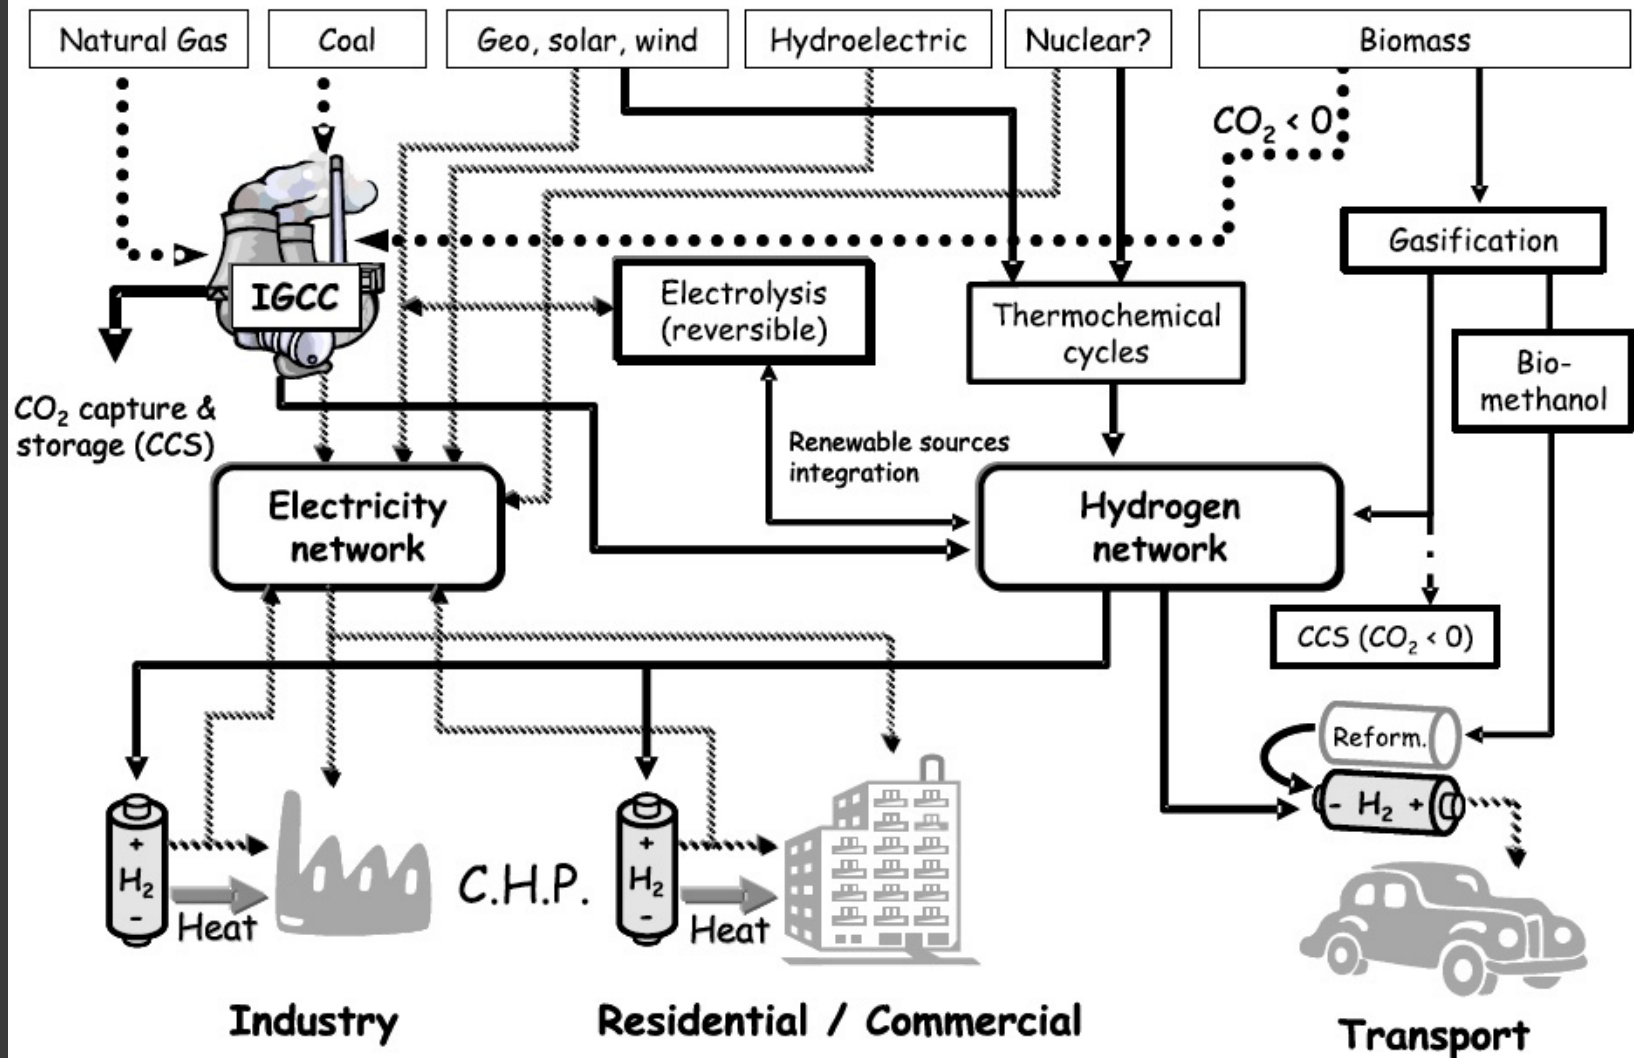 Natural Gas
Coal
Geo, solar, wind
Hydroelectric
Nuclear?
Biomass
CO₂ < 0
Gasification
IGCC
Electrolysis
(reversible)
Thermochemical
cycles
Bio-
methanol
CO₂ capture &
storage (CCS)
Renewable sources
integration
Electricity
network
Hydrogen
network
CCS (CO₂ < 0)
Reform.
- H₂ +
+
H₂
-
Heat
C.H.P.
+
H₂
-
Heat
Industry
Residential / Commercial
Transport